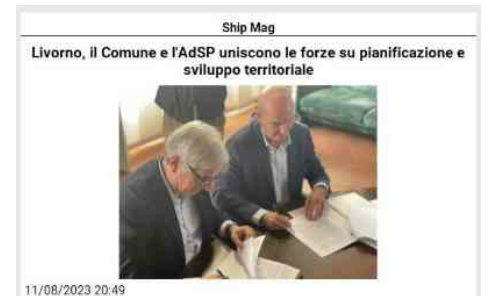 Ship Mag
Livorno, il Comune e l'AdSP uniscono le forze su pianificazione e
sviluppo territoriale
11/08/2023 20:49